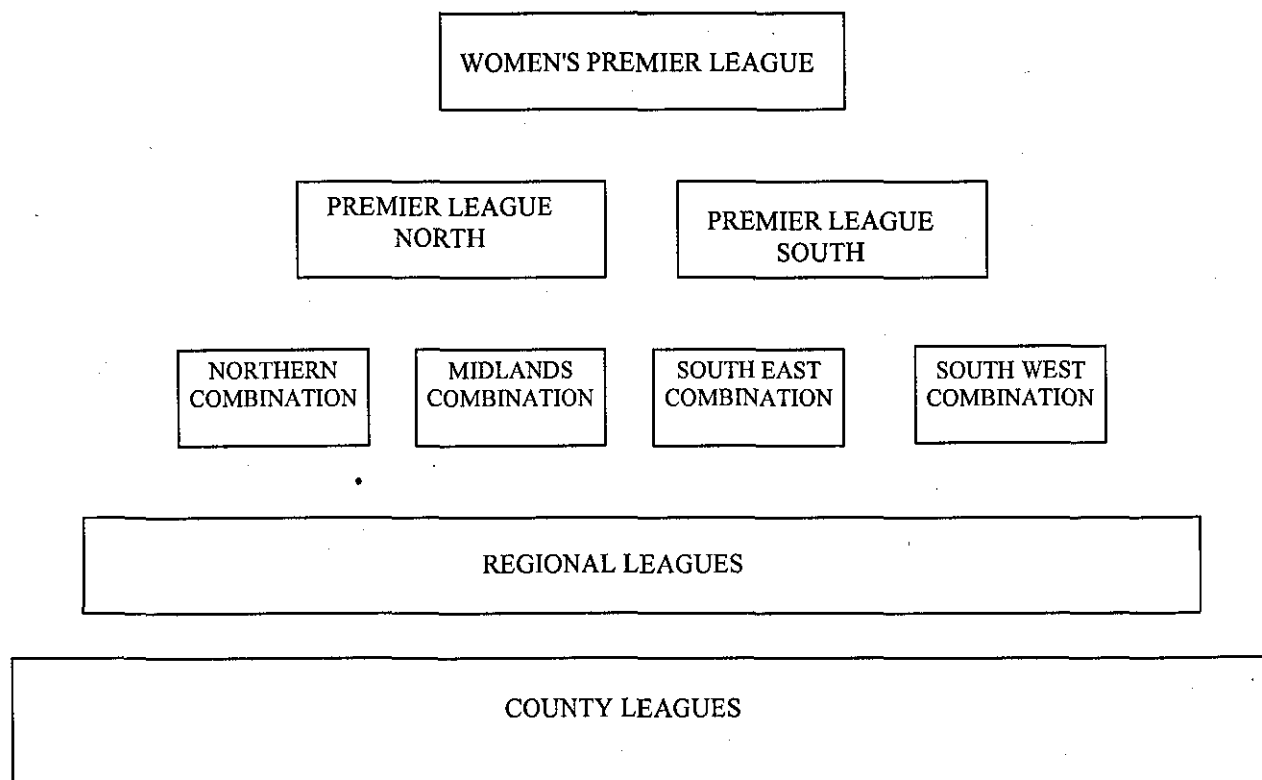 WOMEN'S PREMIER LEAGUE
PREMIER LEAGUE
NORTH
PREMIER LEAGUE
SOUTH
NORTHERN
COMBINATION
MIDLANDS
COMBINATION
SOUTH EAST
COMBINATION
SOUTH WEST
COMBINATION
REGIONAL LEAGUES
COUNTY LEAGUES